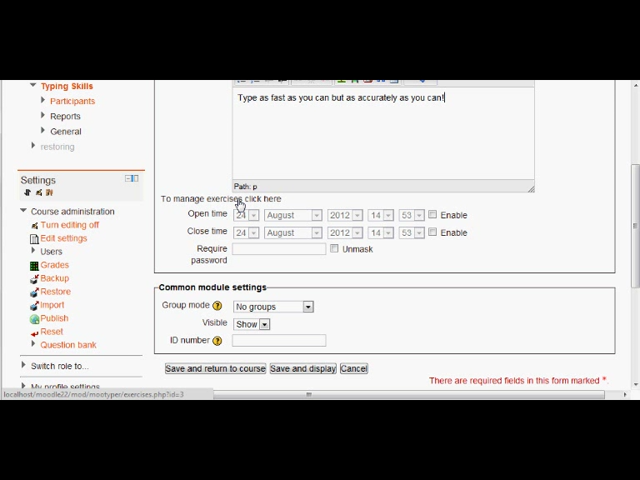 Typing Skills
Participants
Reports
General
restoring
Settings
Course administration
Turn editing off
Edit settings
Users
Grades
Backup
Restore
Import
Publish
Reset
Question bank
Switch role to...
My profile settings
localhost/moodle22/mod/mootyper/exercises.php?id=3
Type as fast as you can but as accurately as you can!
Path: p
To manage exercises click here
Open time 24 August 2012 14 53 Enable
Close time 24 August 2012 14 53 Enable
Require password Unmask
Common module settings
Group mode No groups
Visible Show
ID number
Save and return to course Save and display Cancel
There are required fields in this form marked *.